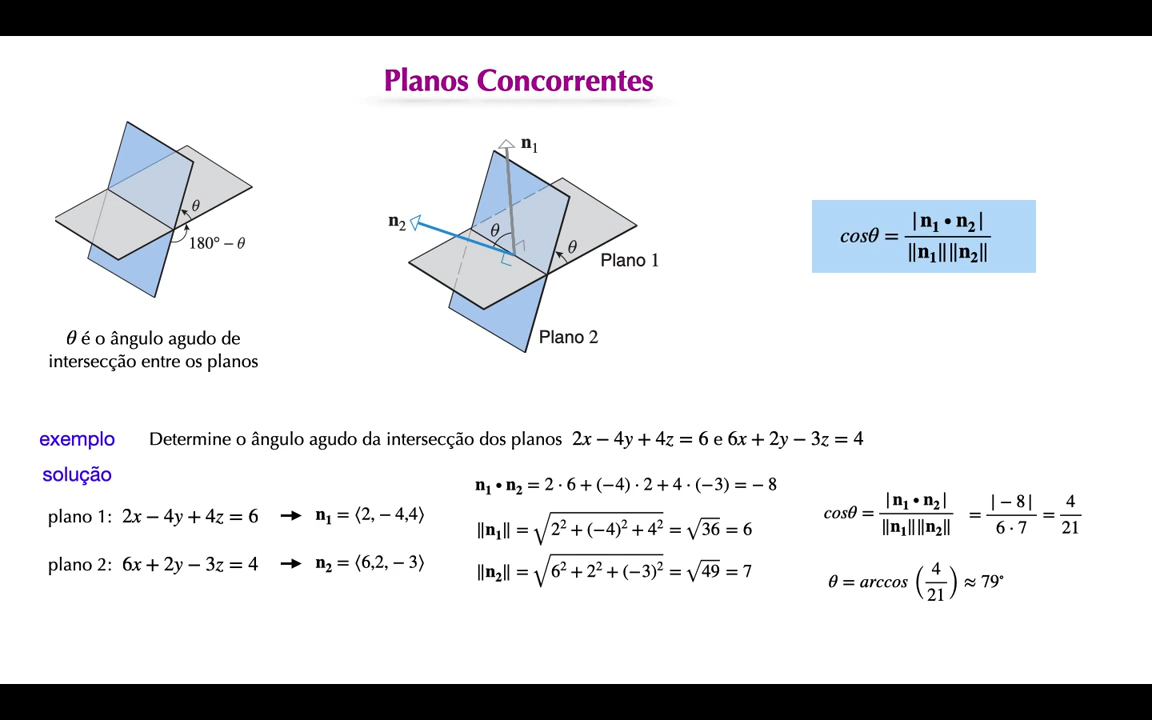 Planos Concorrentes
θ
180° − θ
θ é o ângulo agudo de
intersecção entre os planos
n₁
n₂
θ
θ
Plano 1
Plano 2
cosθ = |n₁ • n₂| / ||n₁|| ||n₂||
exemplo Determine o ângulo agudo da intersecção dos planos 2x − 4y + 4z = 6 e 6x + 2y − 3z = 4
solução
plano 1: 2x − 4y + 4z = 6 → n₁ = ⟨2, − 4,4⟩
plano 2: 6x + 2y − 3z = 4 → n₂ = ⟨6,2, − 3⟩
n₁ • n₂ = 2 · 6 + (−4) · 2 + 4 · (−3) = − 8
||n₁|| = √(2² + (−4)² + 4²) = √36 = 6
||n₂|| = √(6² + 2² + (−3)²) = √49 = 7
cosθ = |n₁ • n₂| / ||n₁|| ||n₂|| = |− 8| / 6 · 7 = 4/21
θ = arccos (4/21) ≈ 79°